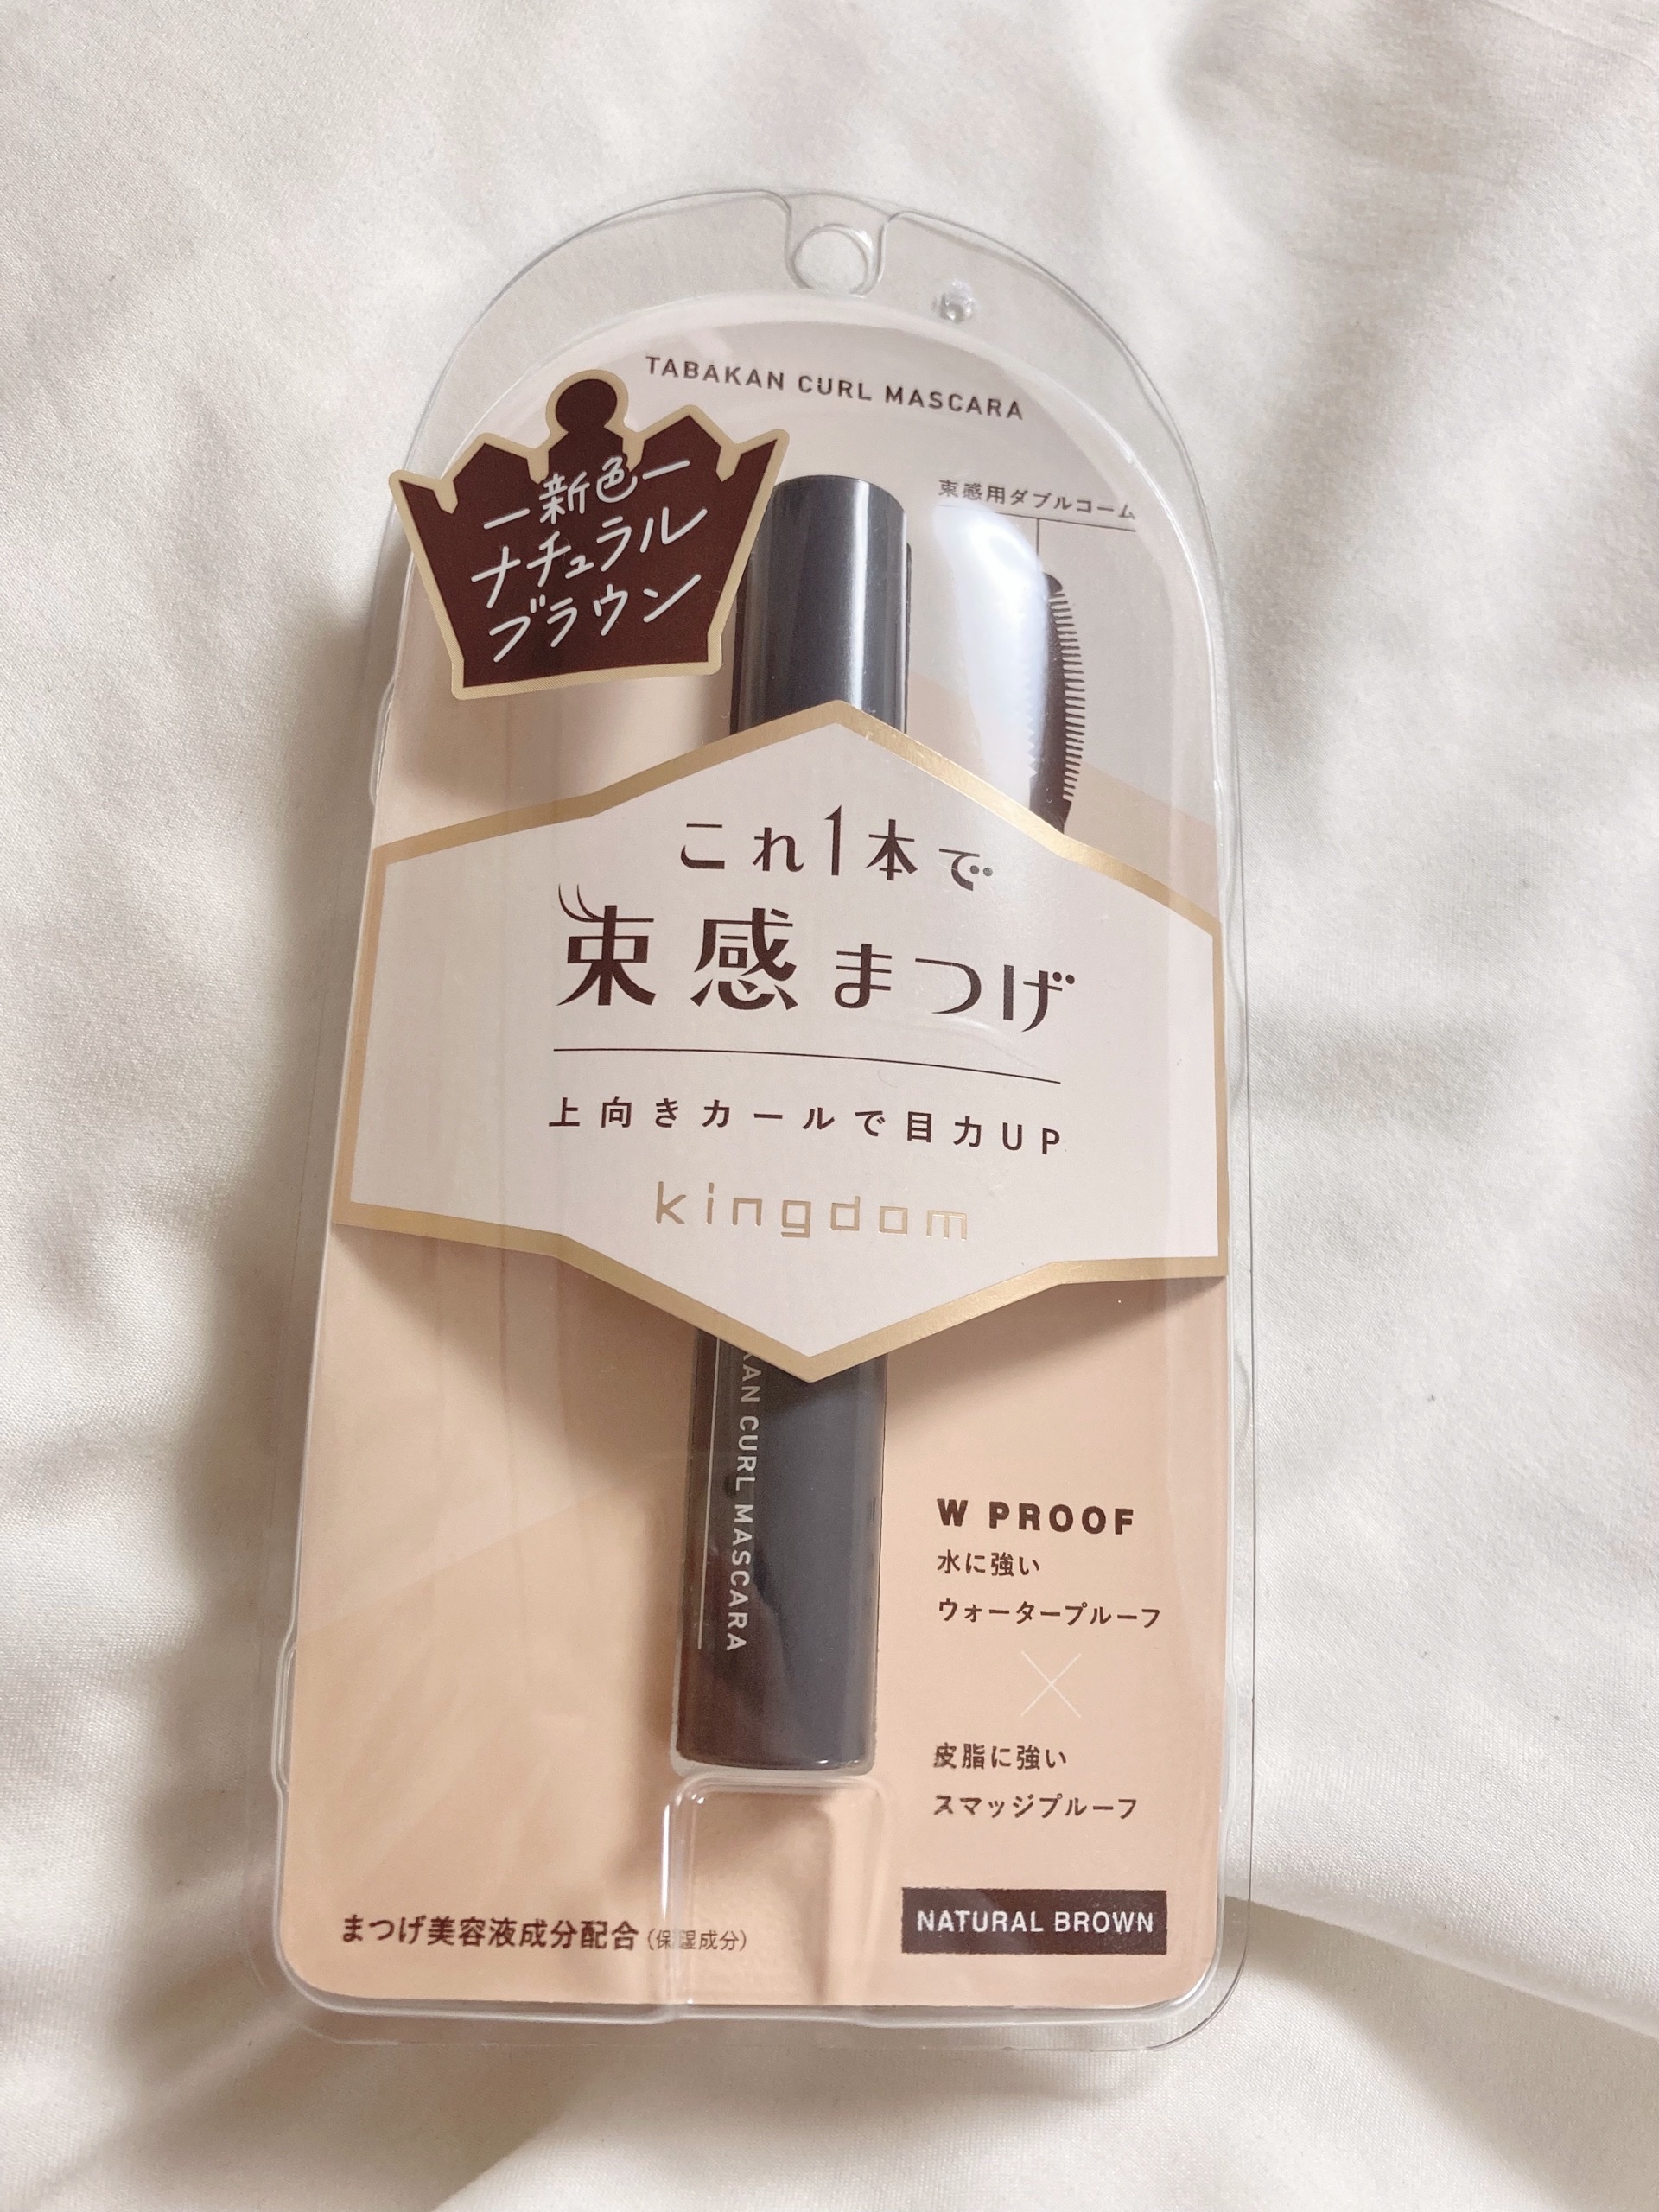 TABAKAN CURL MASCARA
ー新色ー
ナチュラル
ブラウン
束感用ダブルコーム
これ1本で
束感まつげ
上向きカールで目力UP
kingdom
KAN CURL MASCARA
W PROOF
水に強い
ウォータープルーフ
×
皮脂に強い
スマッジプルーフ
NATURAL BROWN
まつげ美容液成分配合(保湿成分)